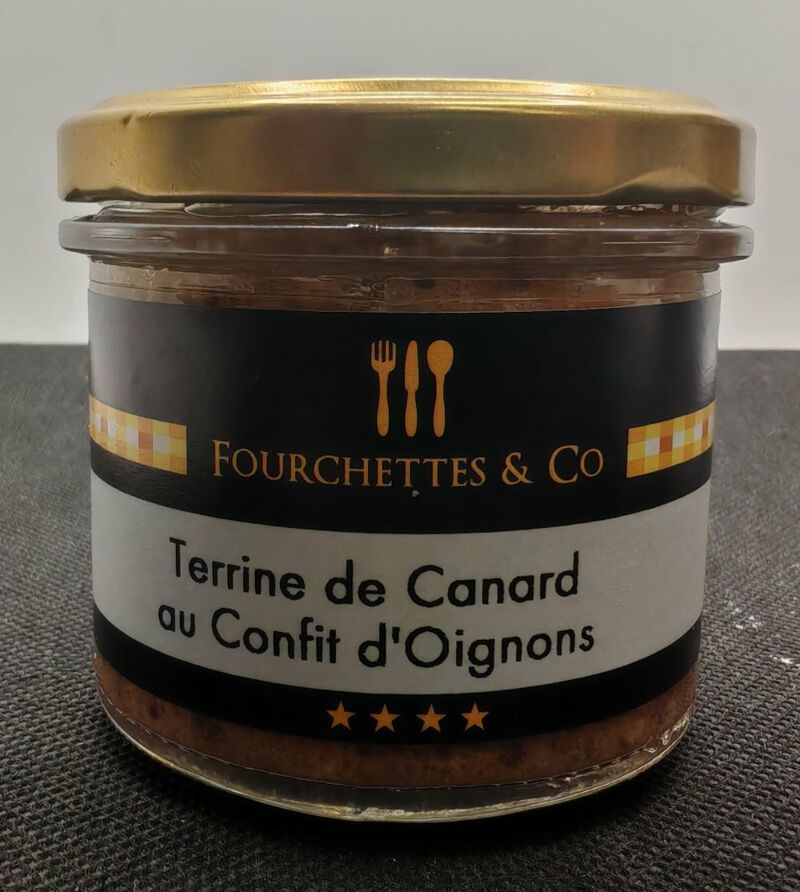 FOURCHETTES & CO
Terrine de Canard
au Confit d'Oignons